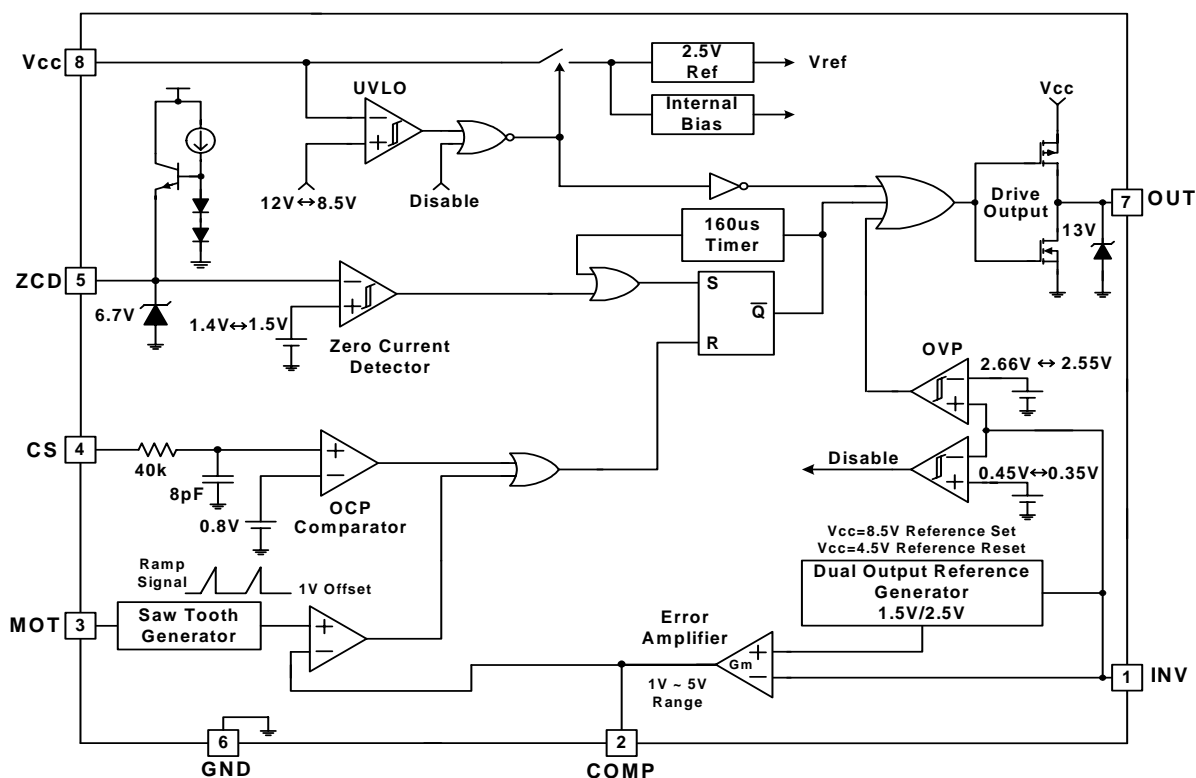 Vcc
8
2.5V
Ref
Vref
Internal
Bias
Vcc
UVLO
−
+
12V↔8.5V
Disable
Drive
Output
7
OUT
13V
160us
Timer
ZCD
5
6.7V
−
+
1.4V↔1.5V
Zero Current
Detector
S
Q̅
R
OVP
−
+
2.66V ↔ 2.55V
CS
4
40k
8pF
+
−
0.8V
OCP
Comparator
Disable
−
+
0.45V↔0.35V
Vcc=8.5V Reference Set
Vcc=4.5V Reference Reset
Dual Output Reference
Generator
1.5V/2.5V
Ramp
Signal
1V Offset
MOT
3
Saw Tooth
Generator
+
−
Error
Amplifier
Gm
+
−
1V ~ 5V
Range
1
INV
6
GND
2
COMP